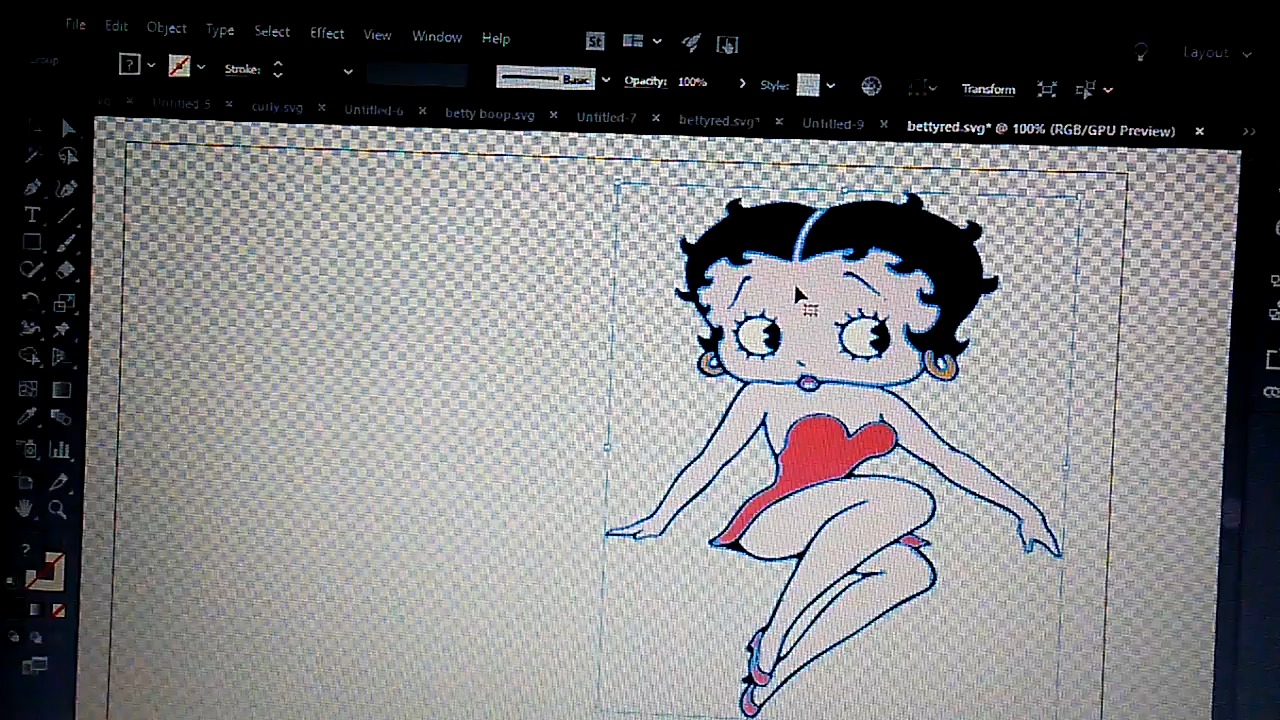 File Edit Object Type Select Effect View Window Help St Layout
? Stroke: Basic Opacity: 100% Style: Transform
Untitled-5 × curly.svg × Untitled-6 × betty boop.svg × Untitled-7 × bettyred.svg* × Untitled-9 × bettyred.svg* @ 100% (RGB/GPU Preview) × >>
T
?